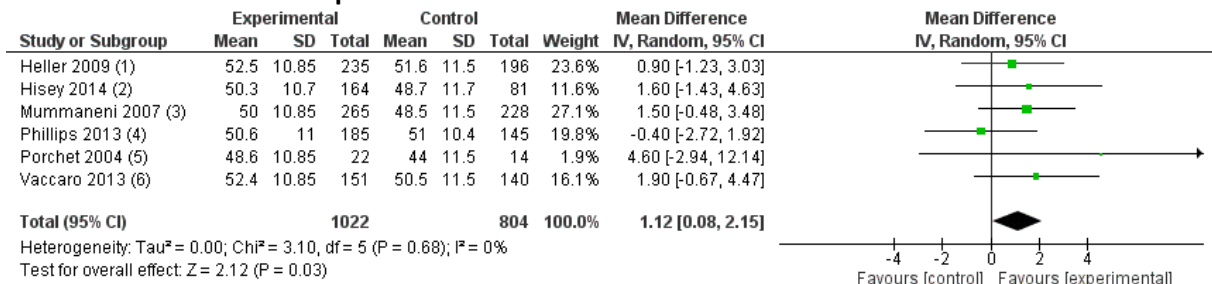 Experimental Control Mean Difference Mean Difference
Study or Subgroup Mean SD Total Mean SD Total Weight IV, Random, 95% CI IV, Random, 95% CI
Heller 2009 (1) 52.5 10.85 235 51.6 11.5 196 23.6% 0.90 [-1.23, 3.03]
Hisey 2014 (2) 50.3 10.7 164 48.7 11.7 81 11.6% 1.60 [-1.43, 4.63]
Mummaneni 2007 (3) 50 10.85 265 48.5 11.5 228 27.1% 1.50 [-0.48, 3.48]
Phillips 2013 (4) 50.6 11 185 51 10.4 145 19.8% -0.40 [-2.72, 1.92]
Porchet 2004 (5) 48.6 10.85 22 44 11.5 14 1.9% 4.60 [-2.94, 12.14]
Vaccaro 2013 (6) 52.4 10.85 151 50.5 11.5 140 16.1% 1.90 [-0.67, 4.47]
Total (95% CI) 1022 804 100.0% 1.12 [0.08, 2.15]
Heterogeneity: Tau² = 0.00; Chi² = 3.10, df = 5 (P = 0.68); I² = 0%
Test for overall effect: Z = 2.12 (P = 0.03)
-4 -2 0 2 4
Favours [control] Favours [experimental]